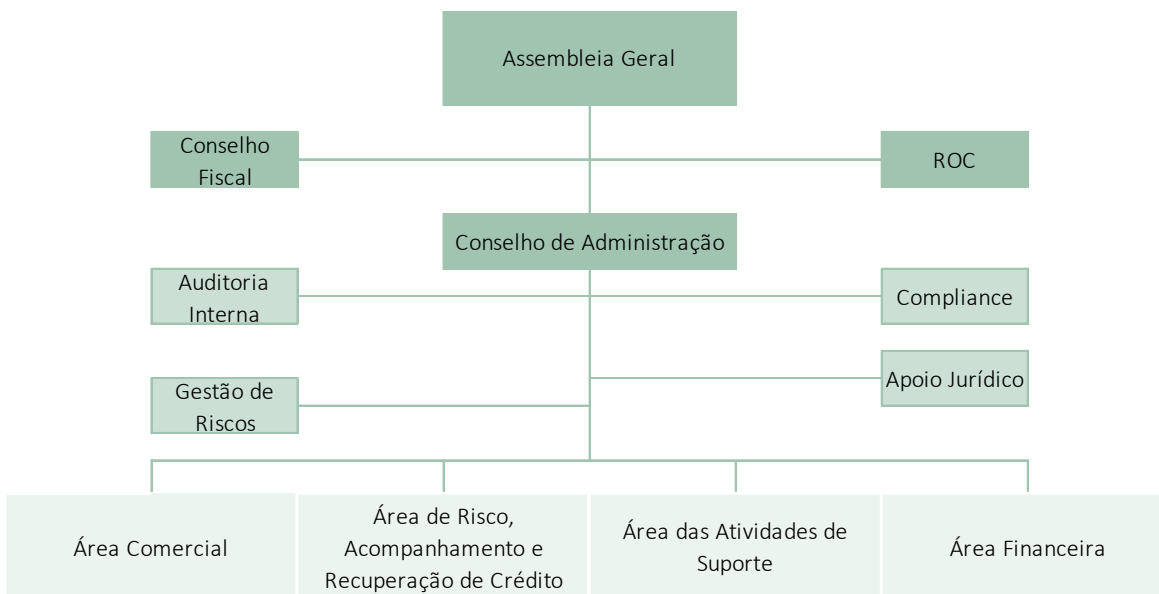 Assembleia Geral
Conselho
Fiscal
ROC
Conselho de Administração
Auditoria
Interna
Compliance
Apoio Jurídico
Gestão de
Riscos
Área Comercial
Área de Risco,
Acompanhamento e
Recuperação de Crédito
Área das Atividades de
Suporte
Área Financeira